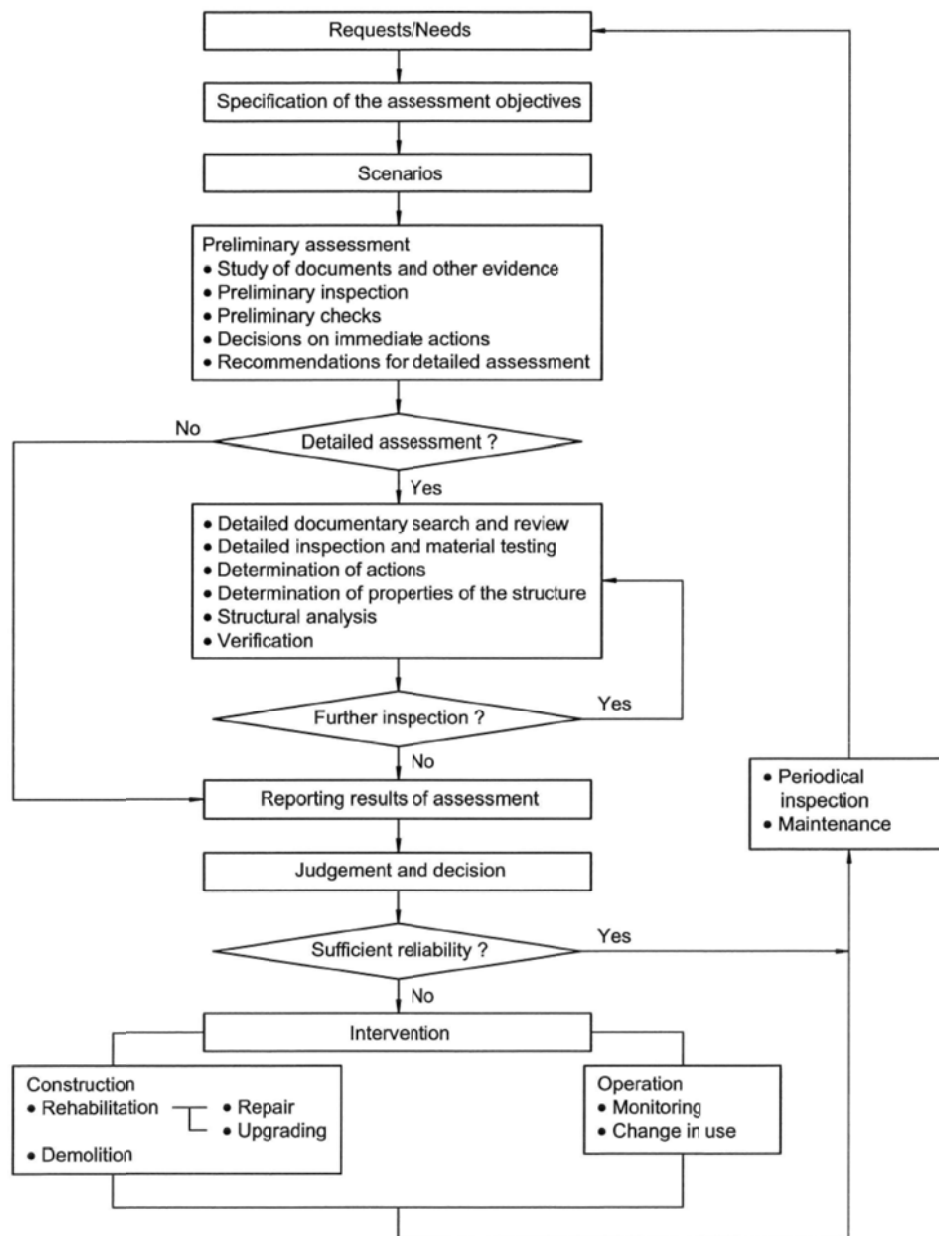 Requests/Needs
Specification of the assessment objectives
Scenarios
Preliminary assessment
• Study of documents and other evidence
• Preliminary inspection
• Preliminary checks
• Decisions on immediate actions
• Recommendations for detailed assessment
No
Detailed assessment ?
Yes
• Detailed documentary search and review
• Detailed inspection and material testing
• Determination of actions
• Determination of properties of the structure
• Structural analysis
• Verification
Further inspection ?
Yes
No
Reporting results of assessment
• Periodical
inspection
• Maintenance
Judgement and decision
Sufficient reliability ?
Yes
No
Intervention
Construction
• Rehabilitation
• Repair
• Upgrading
• Demolition
Operation
• Monitoring
• Change in use